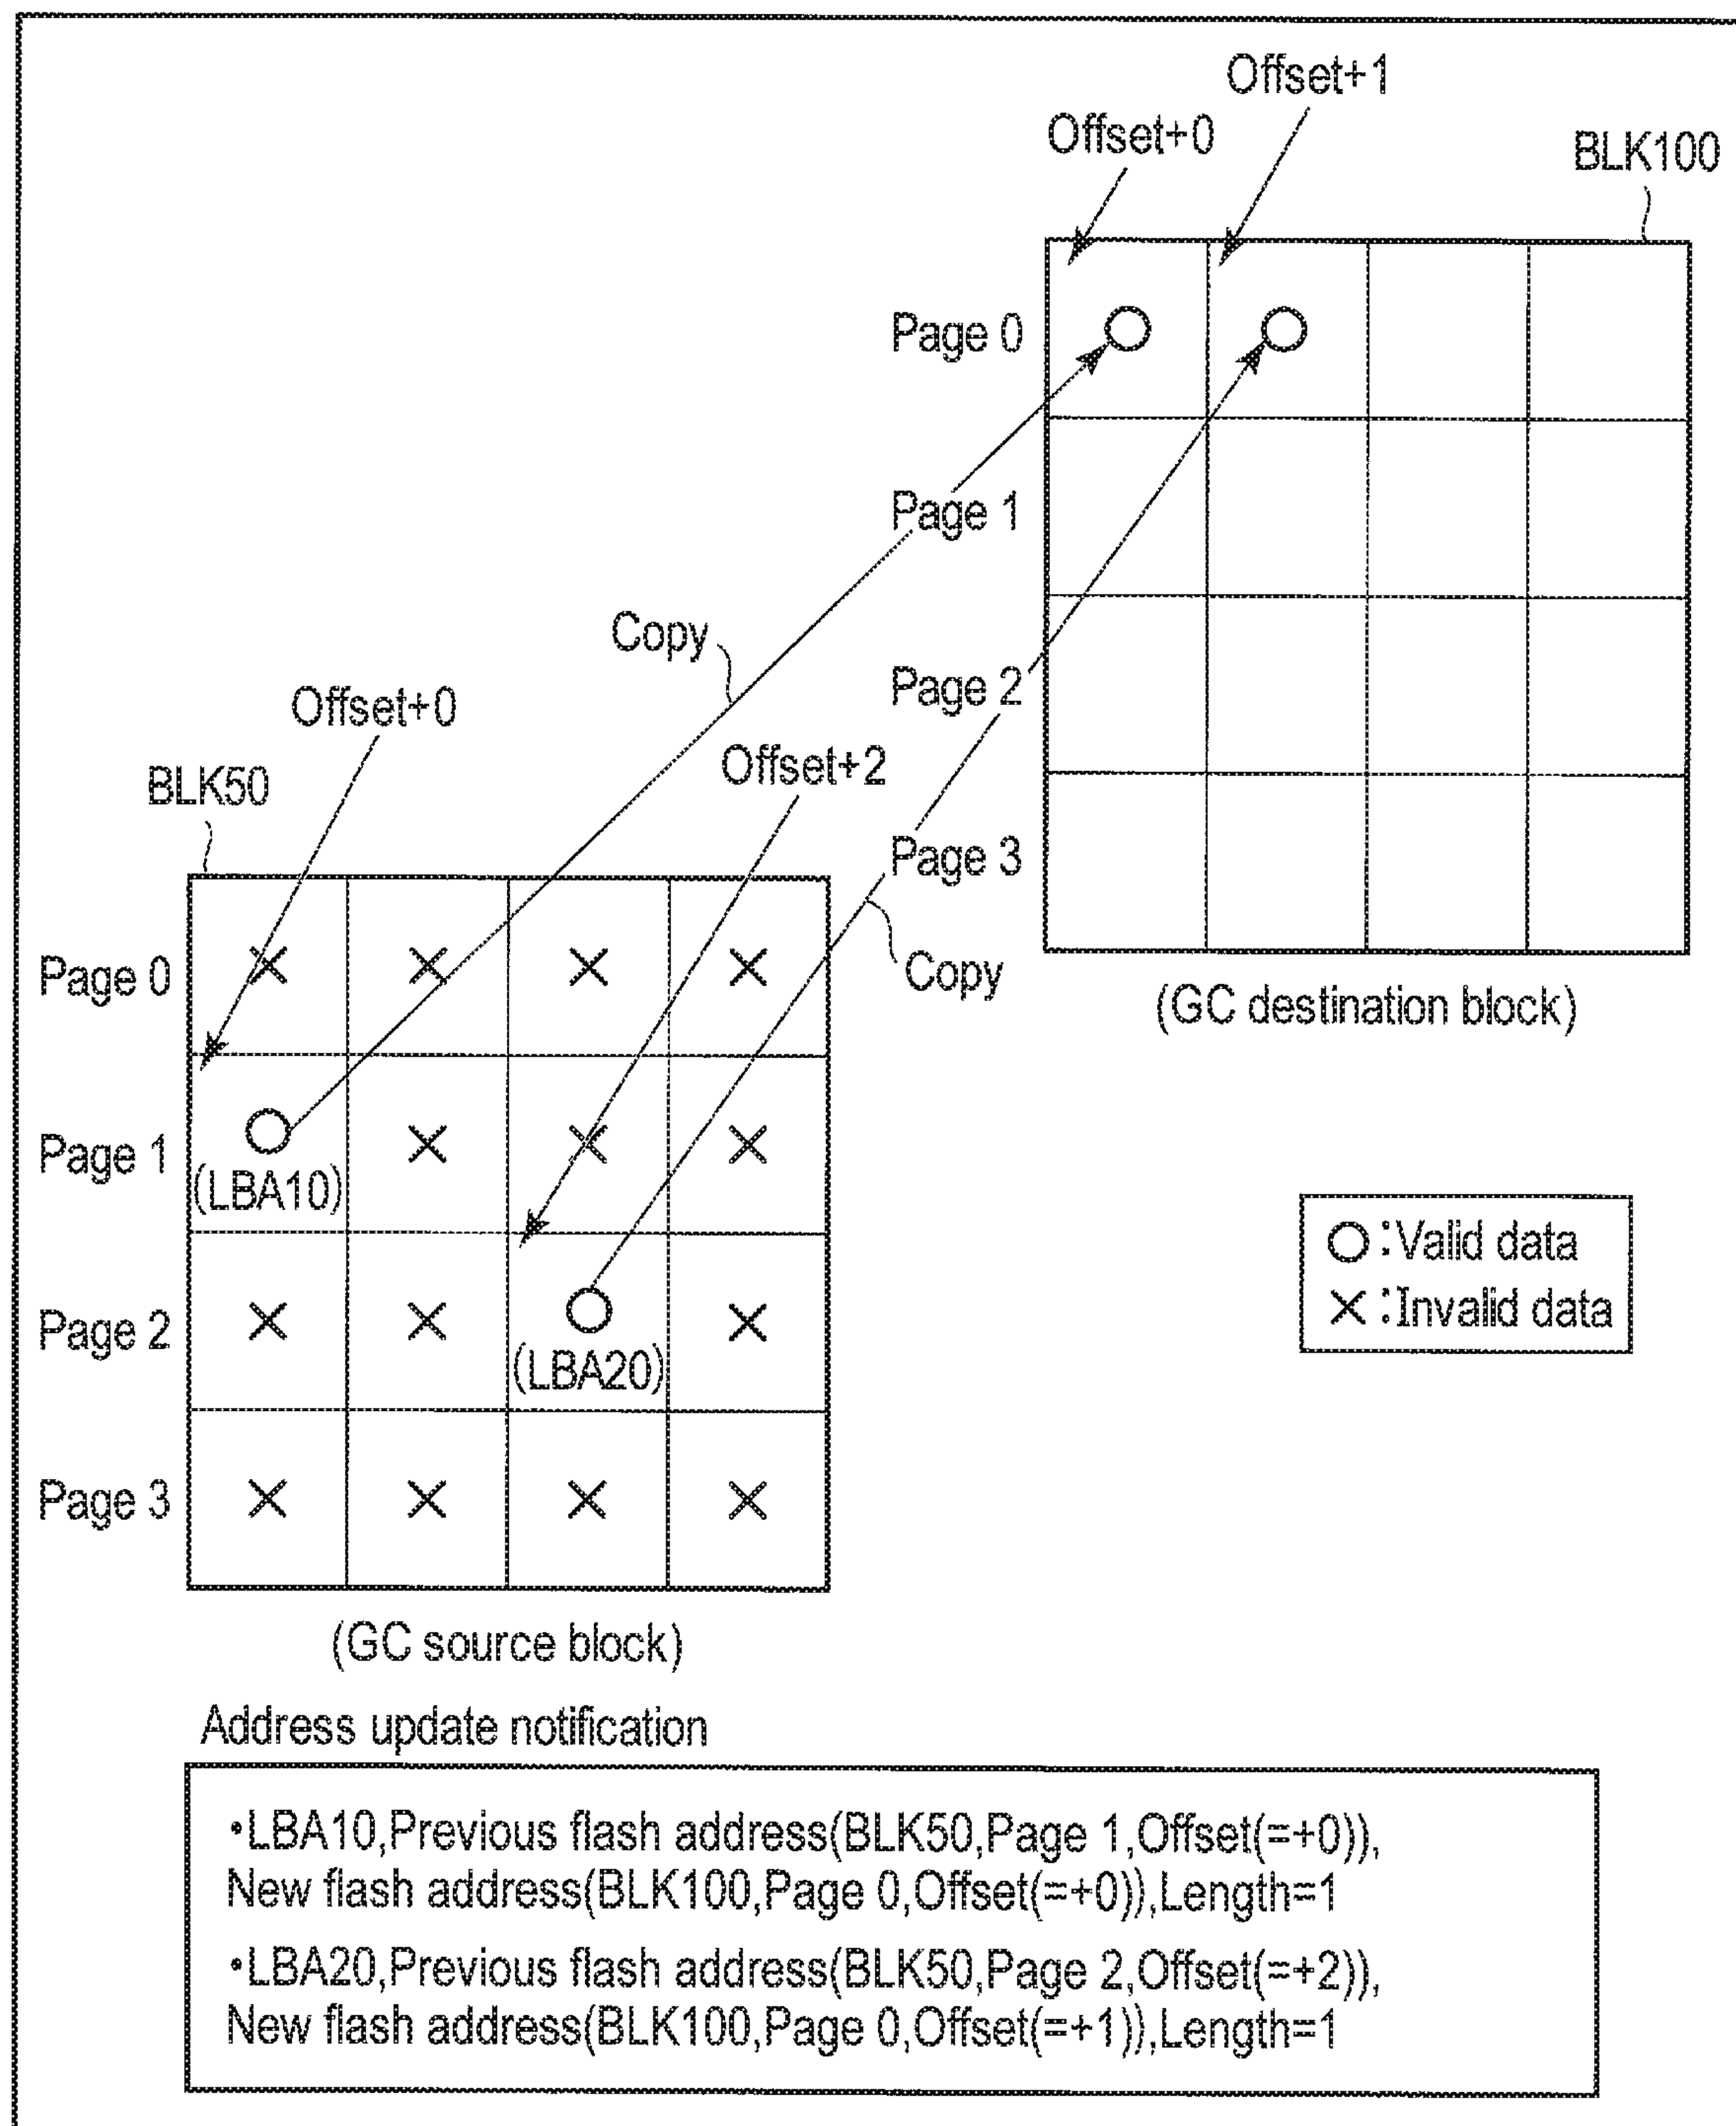 Offset+1
Offset+0
BLK100
Page 0
Page 1
Copy
Page 2
Offset+0
Offset+2
BLK50
Page 3
Copy
Page 0
(GC destination block)
Page 1
(LBA10)
○:Valid data
×:Invalid data
Page 2
(LBA20)
Page 3
(GC source block)
Address update notification
•LBA10,Previous flash address(BLK50,Page 1,Offset(=+0)),
New flash address(BLK100,Page 0,Offset(=+0)),Length=1
•LBA20,Previous flash address(BLK50,Page 2,Offset(=+2)),
New flash address(BLK100,Page 0,Offset(=+1)),Length=1